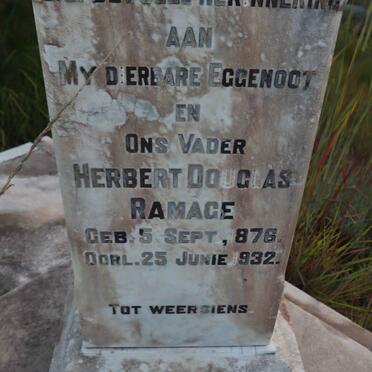 AAN
MY DIERBARE EGGENOOT
EN
ONS VADER
HERBERT DOUGLAS
RAMAGE
GEB. 5. SEPT, 876.
OORL. 25 JUNIE 932.
TOT WEERSIENS